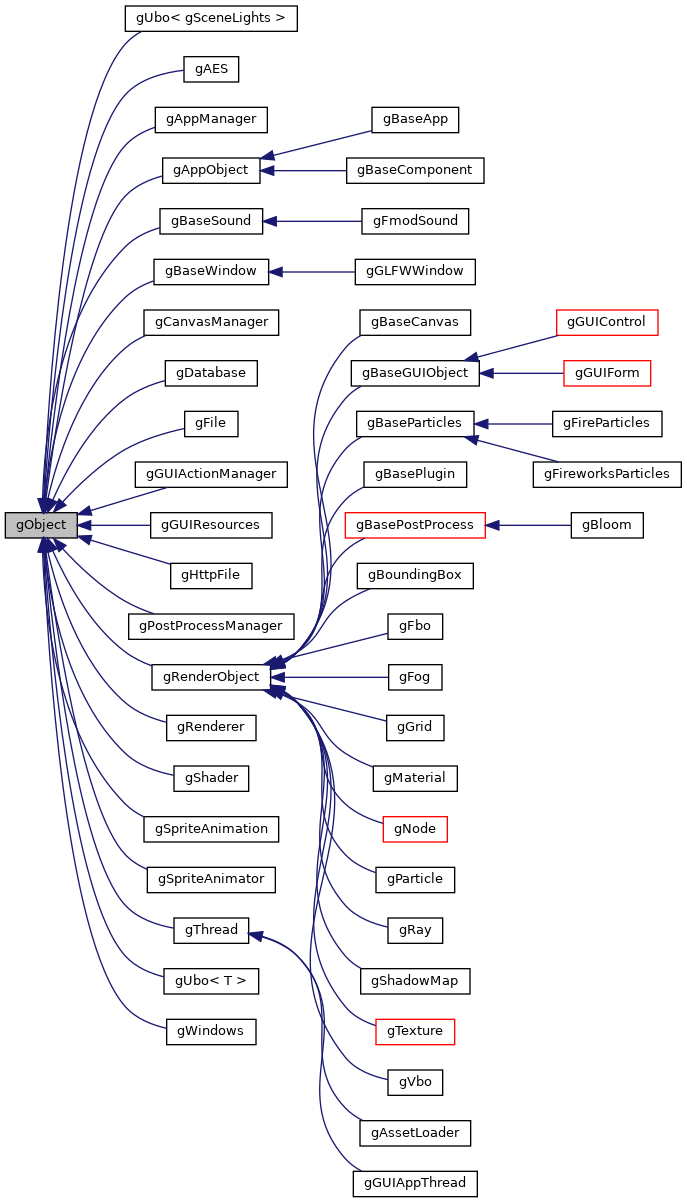 gUbo< gSceneLights >
gAES
gAppManager
gBaseApp
gAppObject
gBaseComponent
gBaseSound
gFmodSound
gBaseWindow
gGLFWWindow
gCanvasManager
gBaseCanvas
gGUIControl
gDatabase
gBaseGUIObject
gGUIForm
gFile
gBaseParticles
gFireParticles
gGUIActionManager
gBasePlugin
gFireworksParticles
gObject
gGUIResources
gBasePostProcess
gBloom
gHttpFile
gBoundingBox
gPostProcessManager
gFbo
gRenderObject
gFog
gRenderer
gGrid
gShader
gMaterial
gSpriteAnimation
gNode
gSpriteAnimator
gParticle
gThread
gRay
gUbo< T >
gShadowMap
gWindows
gTexture
gVbo
gAssetLoader
gGUIAppThread